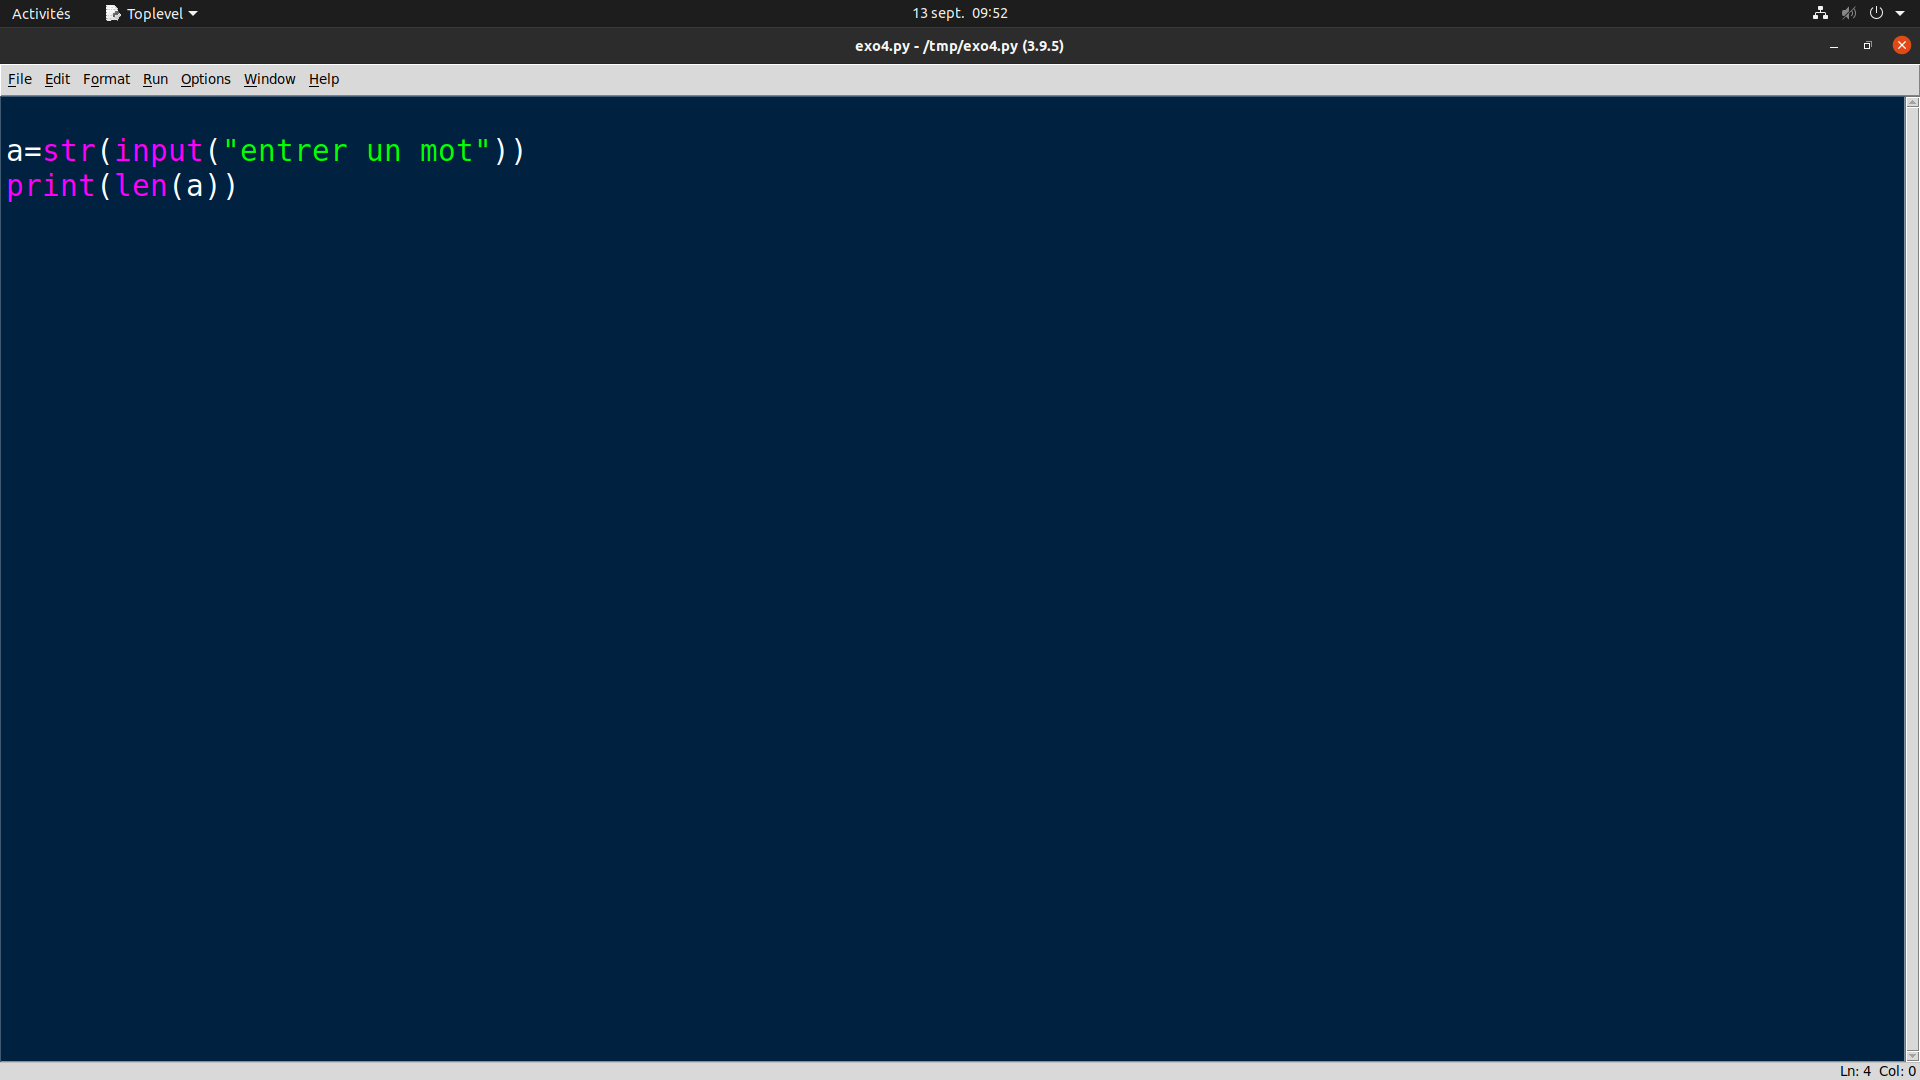 Activités Toplevel 13 sept. 09:52
exo4.py - /tmp/exo4.py (3.9.5)
File Edit Format Run Options Window Help
a=str(input("entrer un mot"))
print(len(a))
Ln: 4 Col: 0